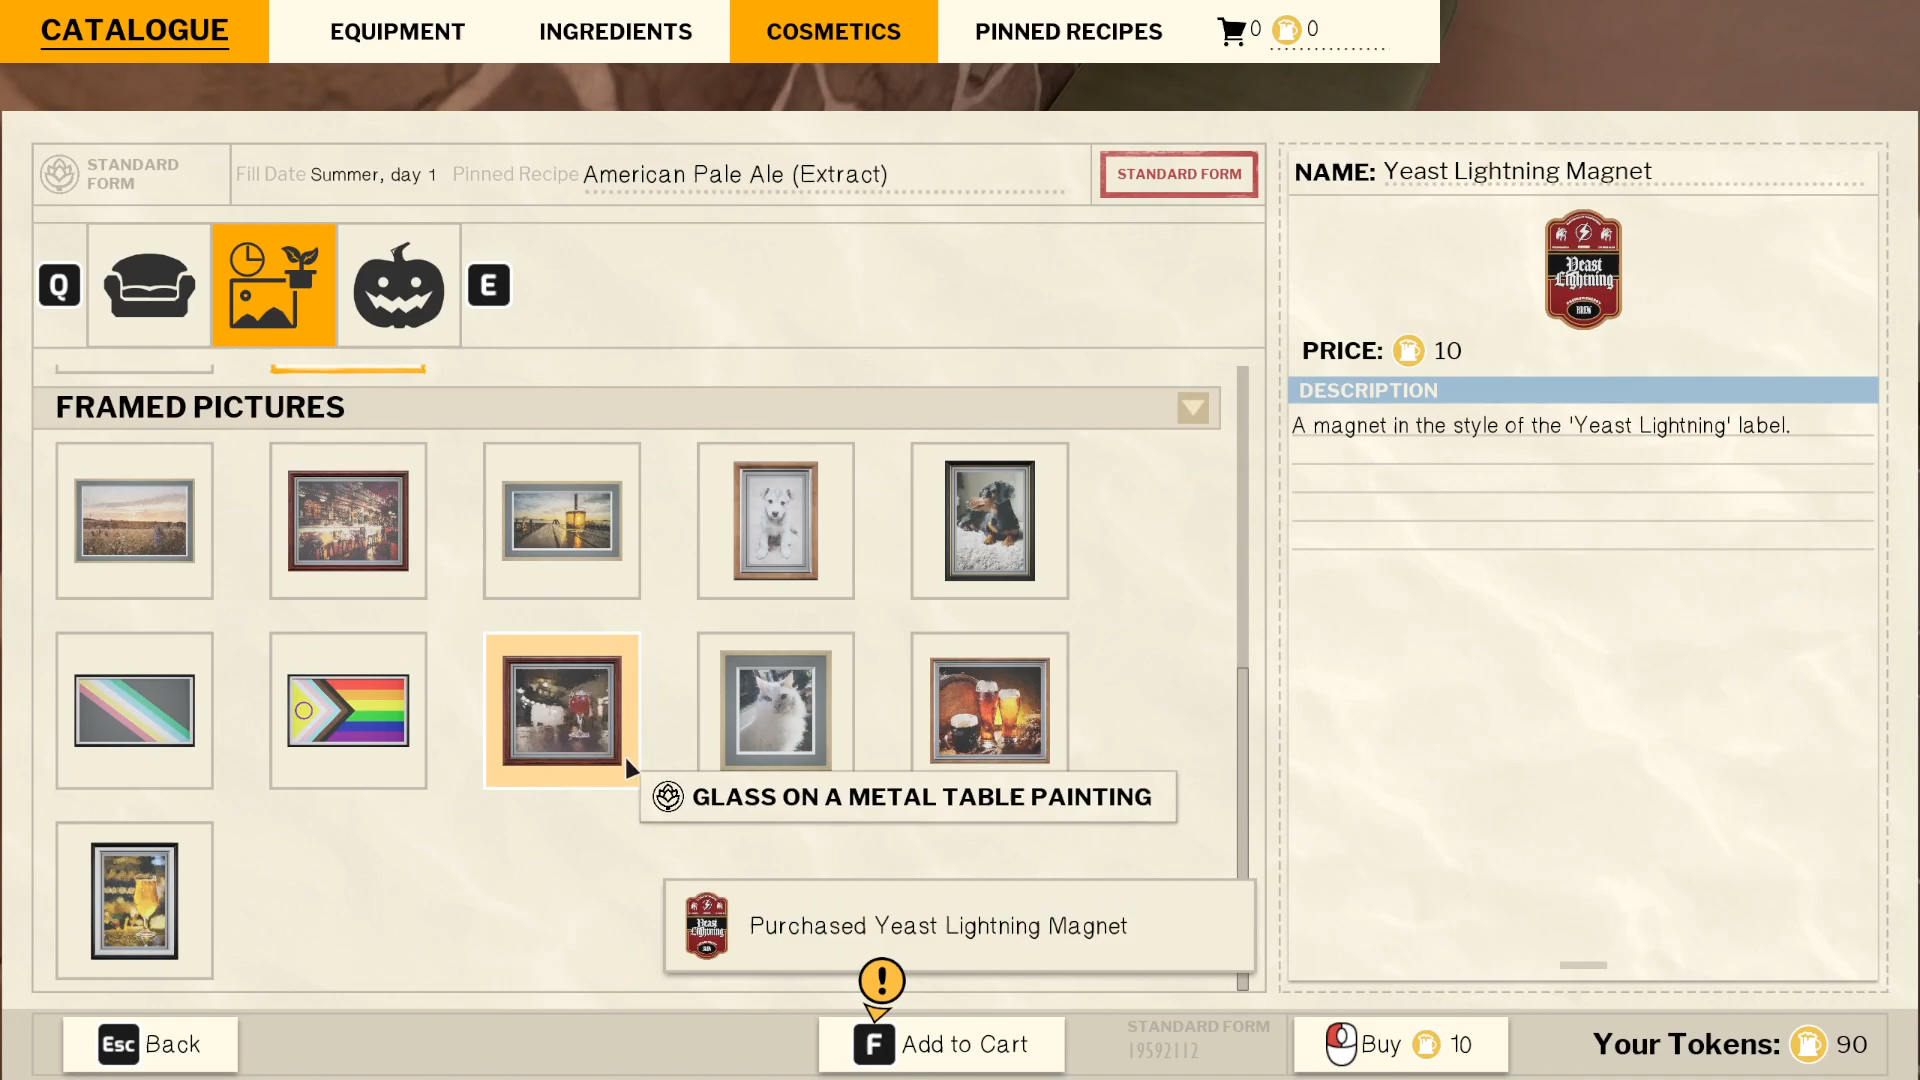 CATALOGUE
EQUIPMENT
INGREDIENTS
COSMETICS
PINNED RECIPES
0
0
STANDARD FORM
Fill Date Summer, day 1
Pinned Recipe American Pale Ale (Extract)
STANDARD FORM
Q
E
FRAMED PICTURES
GLASS ON A METAL TABLE PAINTING
Purchased Yeast Lightning Magnet
NAME: Yeast Lightning Magnet
Yeast
Lightning
BREW
PRICE: 10
DESCRIPTION
A magnet in the style of the 'Yeast Lightning' label.
!
Esc Back
F Add to Cart
STANDARD FORM
19592112
Buy 10
Your Tokens: 90